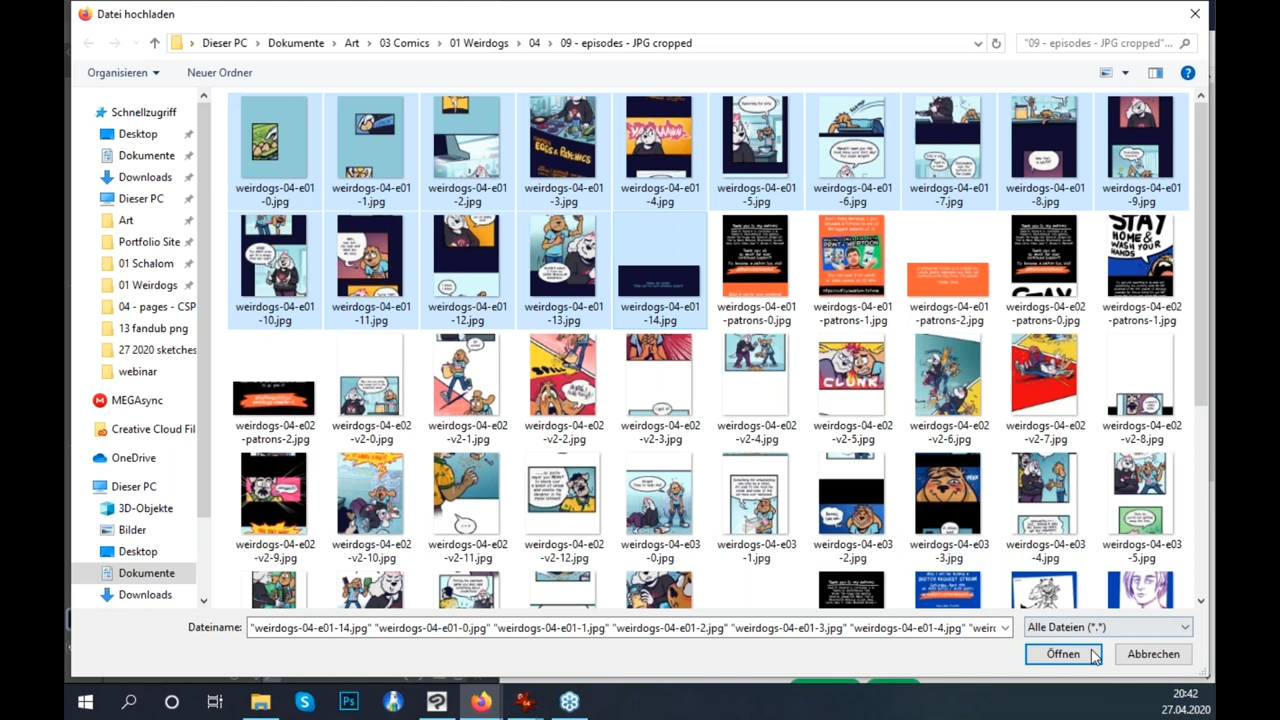 Datei hochladen
Dieser PC > Dokumente > Art > 03 Comics > 01 Weirdogs > 04 > 09 - episodes - JPG cropped
"09 - episodes - JPG cropped"...
Organisieren
Neuer Ordner
Schnellzugriff
Desktop
Dokumente
Downloads
Dieser PC
Art
Portfolio Site
01 Schalom
01 Weirdogs
04 - pages - CSP
13 fandub png
27 2020 sketches
webinar
MEGAsync
Creative Cloud Fil
OneDrive
Dieser PC
3D-Objekte
Bilder
Desktop
Dokumente
Downloads
weirdogs-04-e01-0.jpg
weirdogs-04-e01-1.jpg
weirdogs-04-e01-2.jpg
EGGS & PSYCHICS
weirdogs-04-e01-3.jpg
weirdogs-04-e01-4.jpg
weirdogs-04-e01-5.jpg
weirdogs-04-e01-6.jpg
weirdogs-04-e01-7.jpg
weirdogs-04-e01-8.jpg
weirdogs-04-e01-9.jpg
weirdogs-04-e01-10.jpg
weirdogs-04-e01-11.jpg
weirdogs-04-e01-12.jpg
weirdogs-04-e01-13.jpg
weirdogs-04-e01-14.jpg
weirdogs-04-e01-patrons-0.jpg
weirdogs-04-e01-patrons-1.jpg
weirdogs-04-e01-patrons-2.jpg
STAY
weirdogs-04-e02-patrons-0.jpg
STAY
HOME &
WASH YOUR
HANDS
weirdogs-04-e02-patrons-1.jpg
weirdogs-04-e02-patrons-2.jpg
weirdogs-04-e02-v2-0.jpg
weirdogs-04-e02-v2-1.jpg
weirdogs-04-e02-v2-2.jpg
weirdogs-04-e02-v2-3.jpg
weirdogs-04-e02-v2-4.jpg
CLUNK
weirdogs-04-e02-v2-5.jpg
weirdogs-04-e02-v2-6.jpg
weirdogs-04-e02-v2-7.jpg
weirdogs-04-e02-v2-8.jpg
weirdogs-04-e02-v2-9.jpg
weirdogs-04-e02-v2-10.jpg
weirdogs-04-e02-v2-11.jpg
weirdogs-04-e02-v2-12.jpg
weirdogs-04-e03-0.jpg
weirdogs-04-e03-1.jpg
weirdogs-04-e03-2.jpg
weirdogs-04-e03-3.jpg
weirdogs-04-e03-4.jpg
weirdogs-04-e03-5.jpg
Dateiname:
"weirdogs-04-e01-14.jpg" "weirdogs-04-e01-0.jpg" "weirdogs-04-e01-1.jpg" "weirdogs-04-e01-2.jpg" "weirdogs-04-e01-3.jpg" "weirdogs-04-e01-4.jpg" "weirc
Alle Dateien (*.*)
Öffnen
Abbrechen
Ps
20:42
27.04.2020